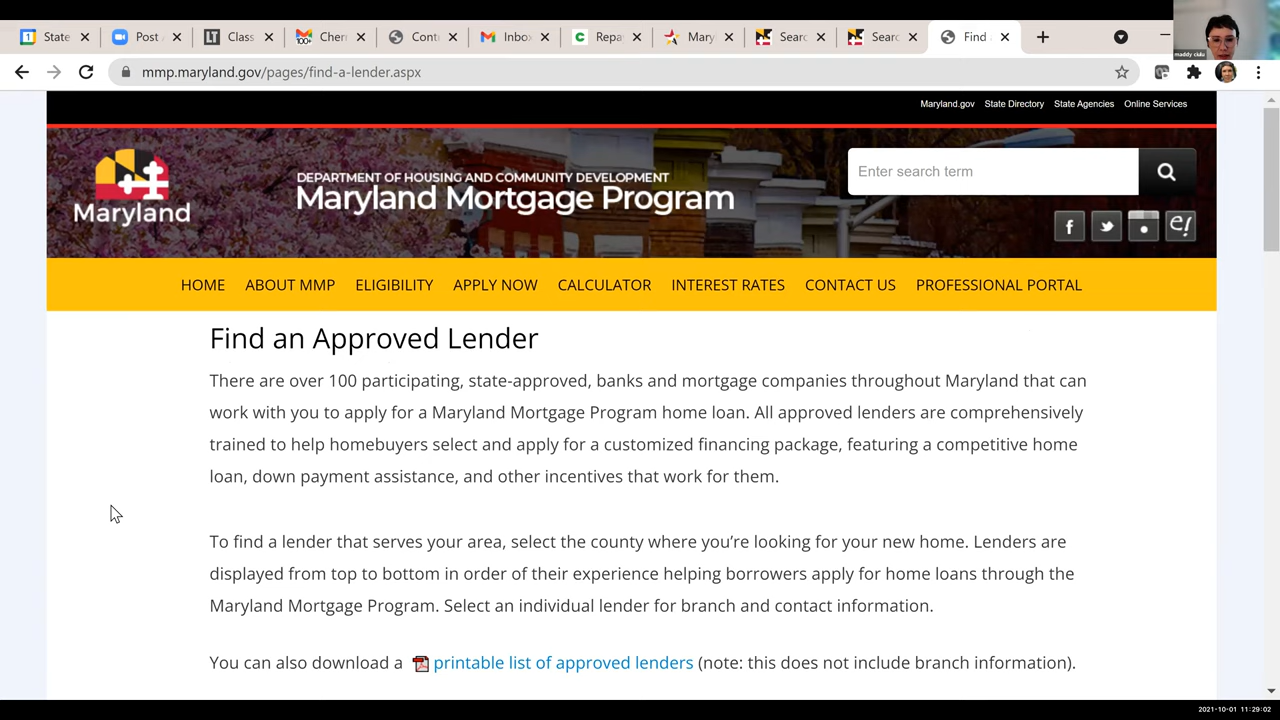 State
Post
Class
Cherr
Cont
Inbo
Repa
Mary
Searc
Searc
Find
mmp.maryland.gov/pages/find-a-lender.aspx
maddy ciulu
Maryland.gov State Directory State Agencies Online Services
Maryland
DEPARTMENT OF HOUSING AND COMMUNITY DEVELOPMENT
Maryland Mortgage Program
Enter search term
HOME ABOUT MMP ELIGIBILITY APPLY NOW CALCULATOR INTEREST RATES CONTACT US PROFESSIONAL PORTAL
Find an Approved Lender
There are over 100 participating, state-approved, banks and mortgage companies throughout Maryland that can
work with you to apply for a Maryland Mortgage Program home loan. All approved lenders are comprehensively
trained to help homebuyers select and apply for a customized financing package, featuring a competitive home
loan, down payment assistance, and other incentives that work for them.
To find a lender that serves your area, select the county where you’re looking for your new home. Lenders are
displayed from top to bottom in order of their experience helping borrowers apply for home loans through the
Maryland Mortgage Program. Select an individual lender for branch and contact information.
You can also download a printable list of approved lenders (note: this does not include branch information).
2021-10-01 11:29:02